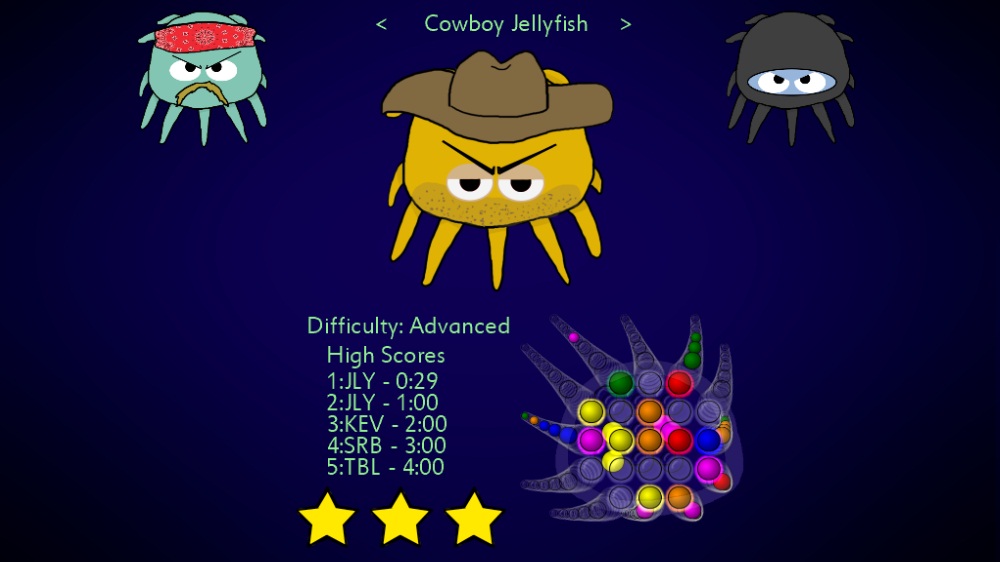 < Cowboy Jellyfish >
Difficulty: Advanced
High Scores
1:JLY - 0:29
2:JLY - 1:00
3:KEV - 2:00
4:SRB - 3:00
5:TBL - 4:00